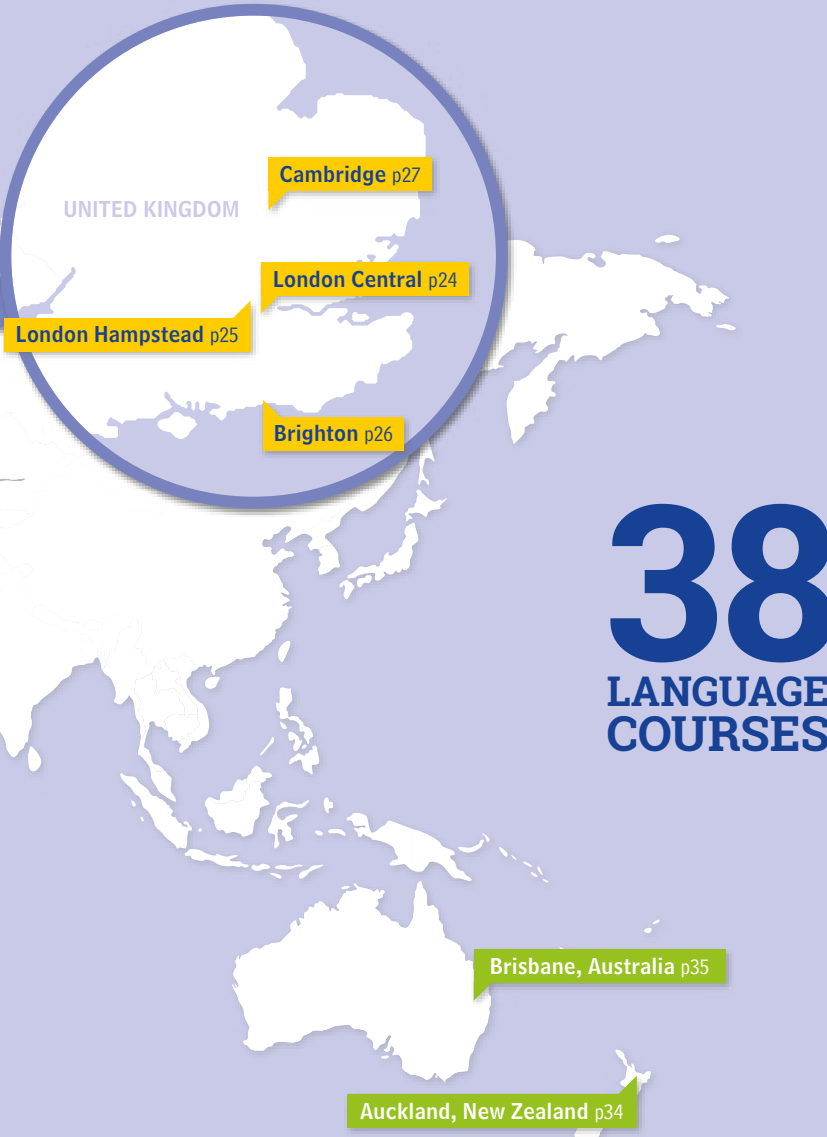 Cambridge p27
UNITED KINGDOM
London Central p24
London Hampstead p25
Brighton p26
38
LANGUAGE
COURSES
Brisbane, Australia p35
Auckland, New Zealand p34